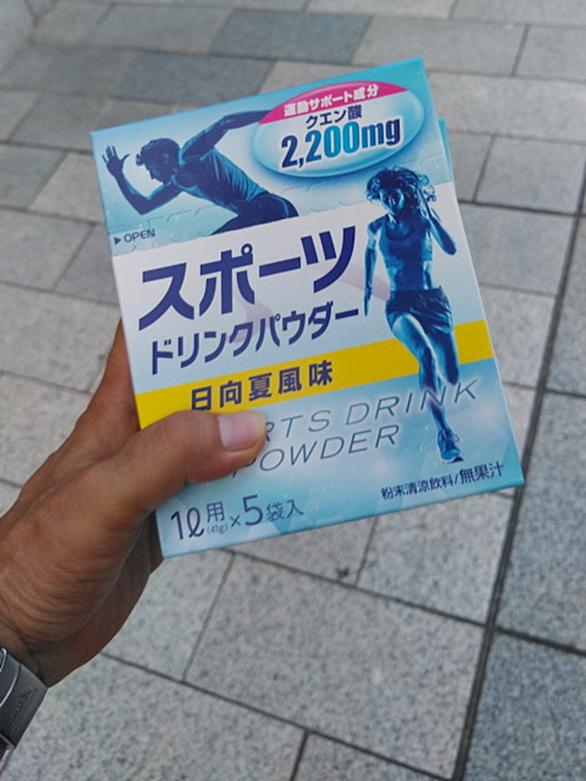 運動サポート成分
クエン酸
2,200mg
▶OPEN
スポーツ
ドリンクパウダー
日向夏風味
RTS DRINK
POWDER
粉末清涼飲料/無果汁
1ℓ用(41g)×5袋入